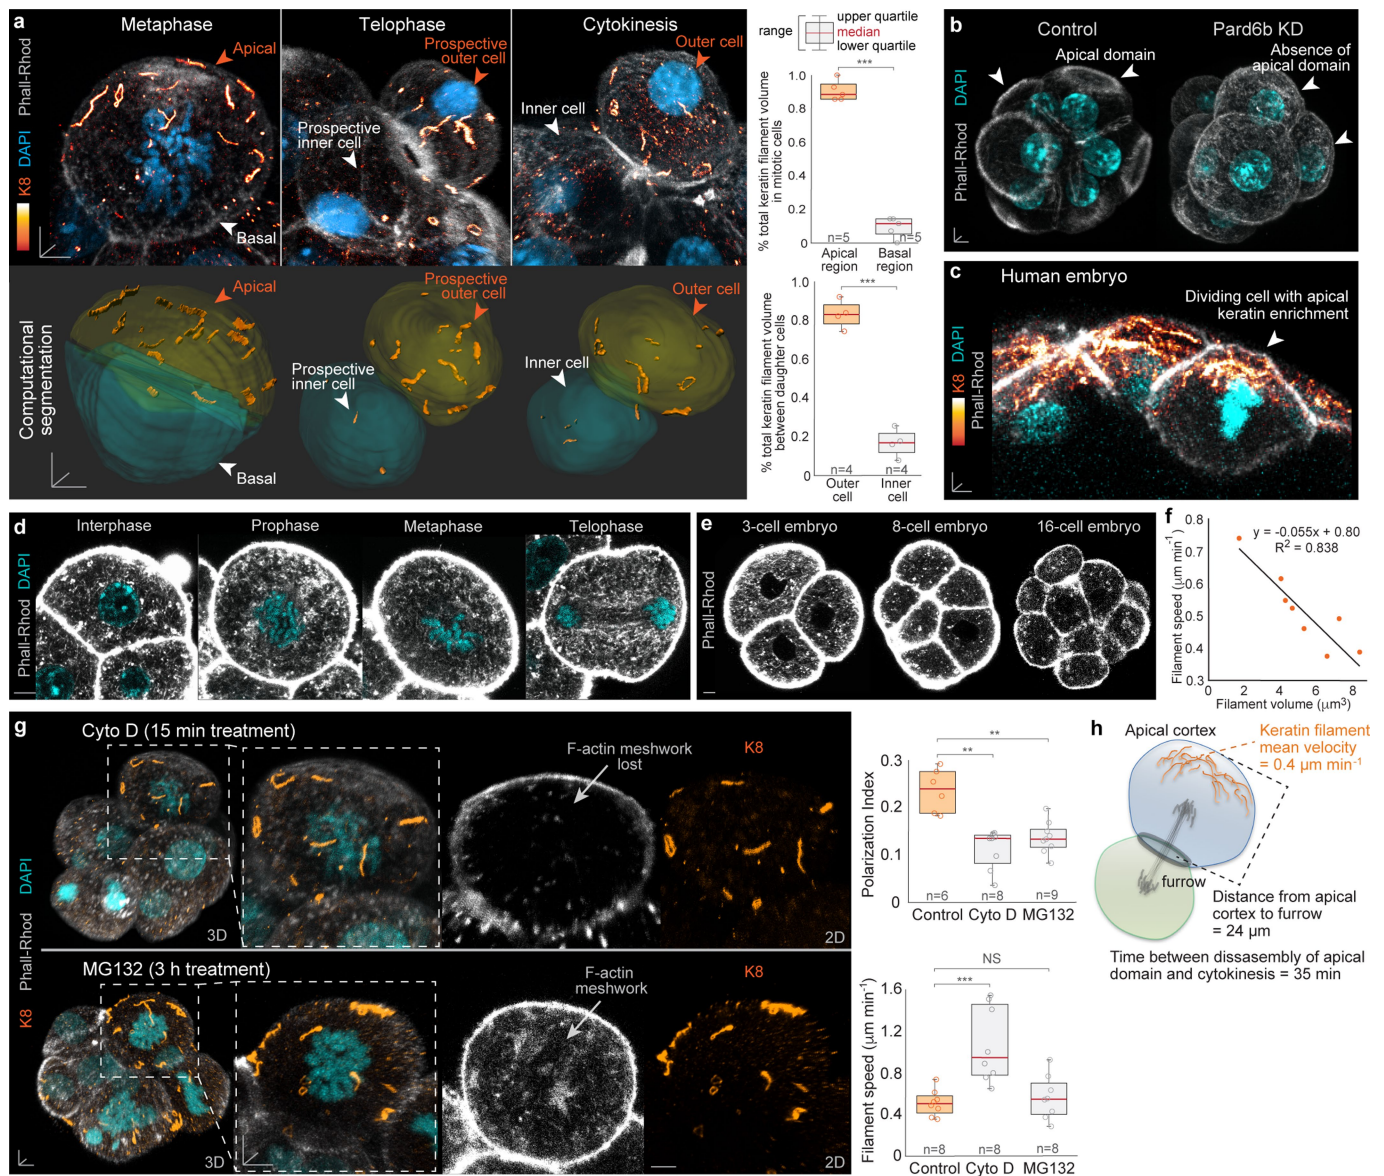 a
Metaphase
Telophase
Cytokinesis
K8 DAPI Phall-Rhod
Apical
Basal
Prospective
outer cell
Prospective
inner cell
Outer cell
Inner cell
Computational
segmentation
Apical
Basal
Prospective
outer cell
Prospective
inner cell
Outer cell
Inner cell
range
upper quartile
median
lower quartile
% total keratin filament volume
in mitotic cells
1.0
0.8
0.6
0.4
0.2
0
***
n=5
n=5
Apical
region
Basal
region
% total keratin filament volume
between daughter cells
1.0
0.8
0.6
0.4
0.2
0
***
n=4
n=4
Outer
cell
Inner
cell
b
Control
Pard6b KD
Phall-Rhod DAPI
Apical domain
Absence of
apical domain
c
Human embryo
K8 DAPI
Phall-Rhod
Dividing cell with apical
keratin enrichment
d
Interphase
Prophase
Metaphase
Telophase
Phall-Rhod DAPI
e
3-cell embryo
8-cell embryo
16-cell embryo
Phall-Rhod
f
y = -0.055x + 0.80
R² = 0.838
Filament speed (μm min⁻¹)
0.8
0.7
0.6
0.5
0.4
0.3
0
2
4
6
8
Filament volume (μm³)
g
Cyto D (15 min treatment)
K8 Phall-Rhod DAPI
3D
F-actin meshwork
lost
K8
2D
MG132 (3 h treatment)
3D
F-actin
meshwork
K8
2D
Polarization Index
0.3
0.2
0.1
0
**
**
n=6
n=8
n=9
Control
Cyto D
MG132
Filament speed (μm min⁻¹)
1.6
1.2
0.8
0.4
0
NS
***
n=8
n=8
n=8
Control
Cyto D
MG132
h
Apical cortex
Keratin filament
mean velocity
= 0.4 μm min⁻¹
furrow
Distance from apical
cortex to furrow
= 24 μm
Time between dissasembly of apical
domain and cytokinesis = 35 min